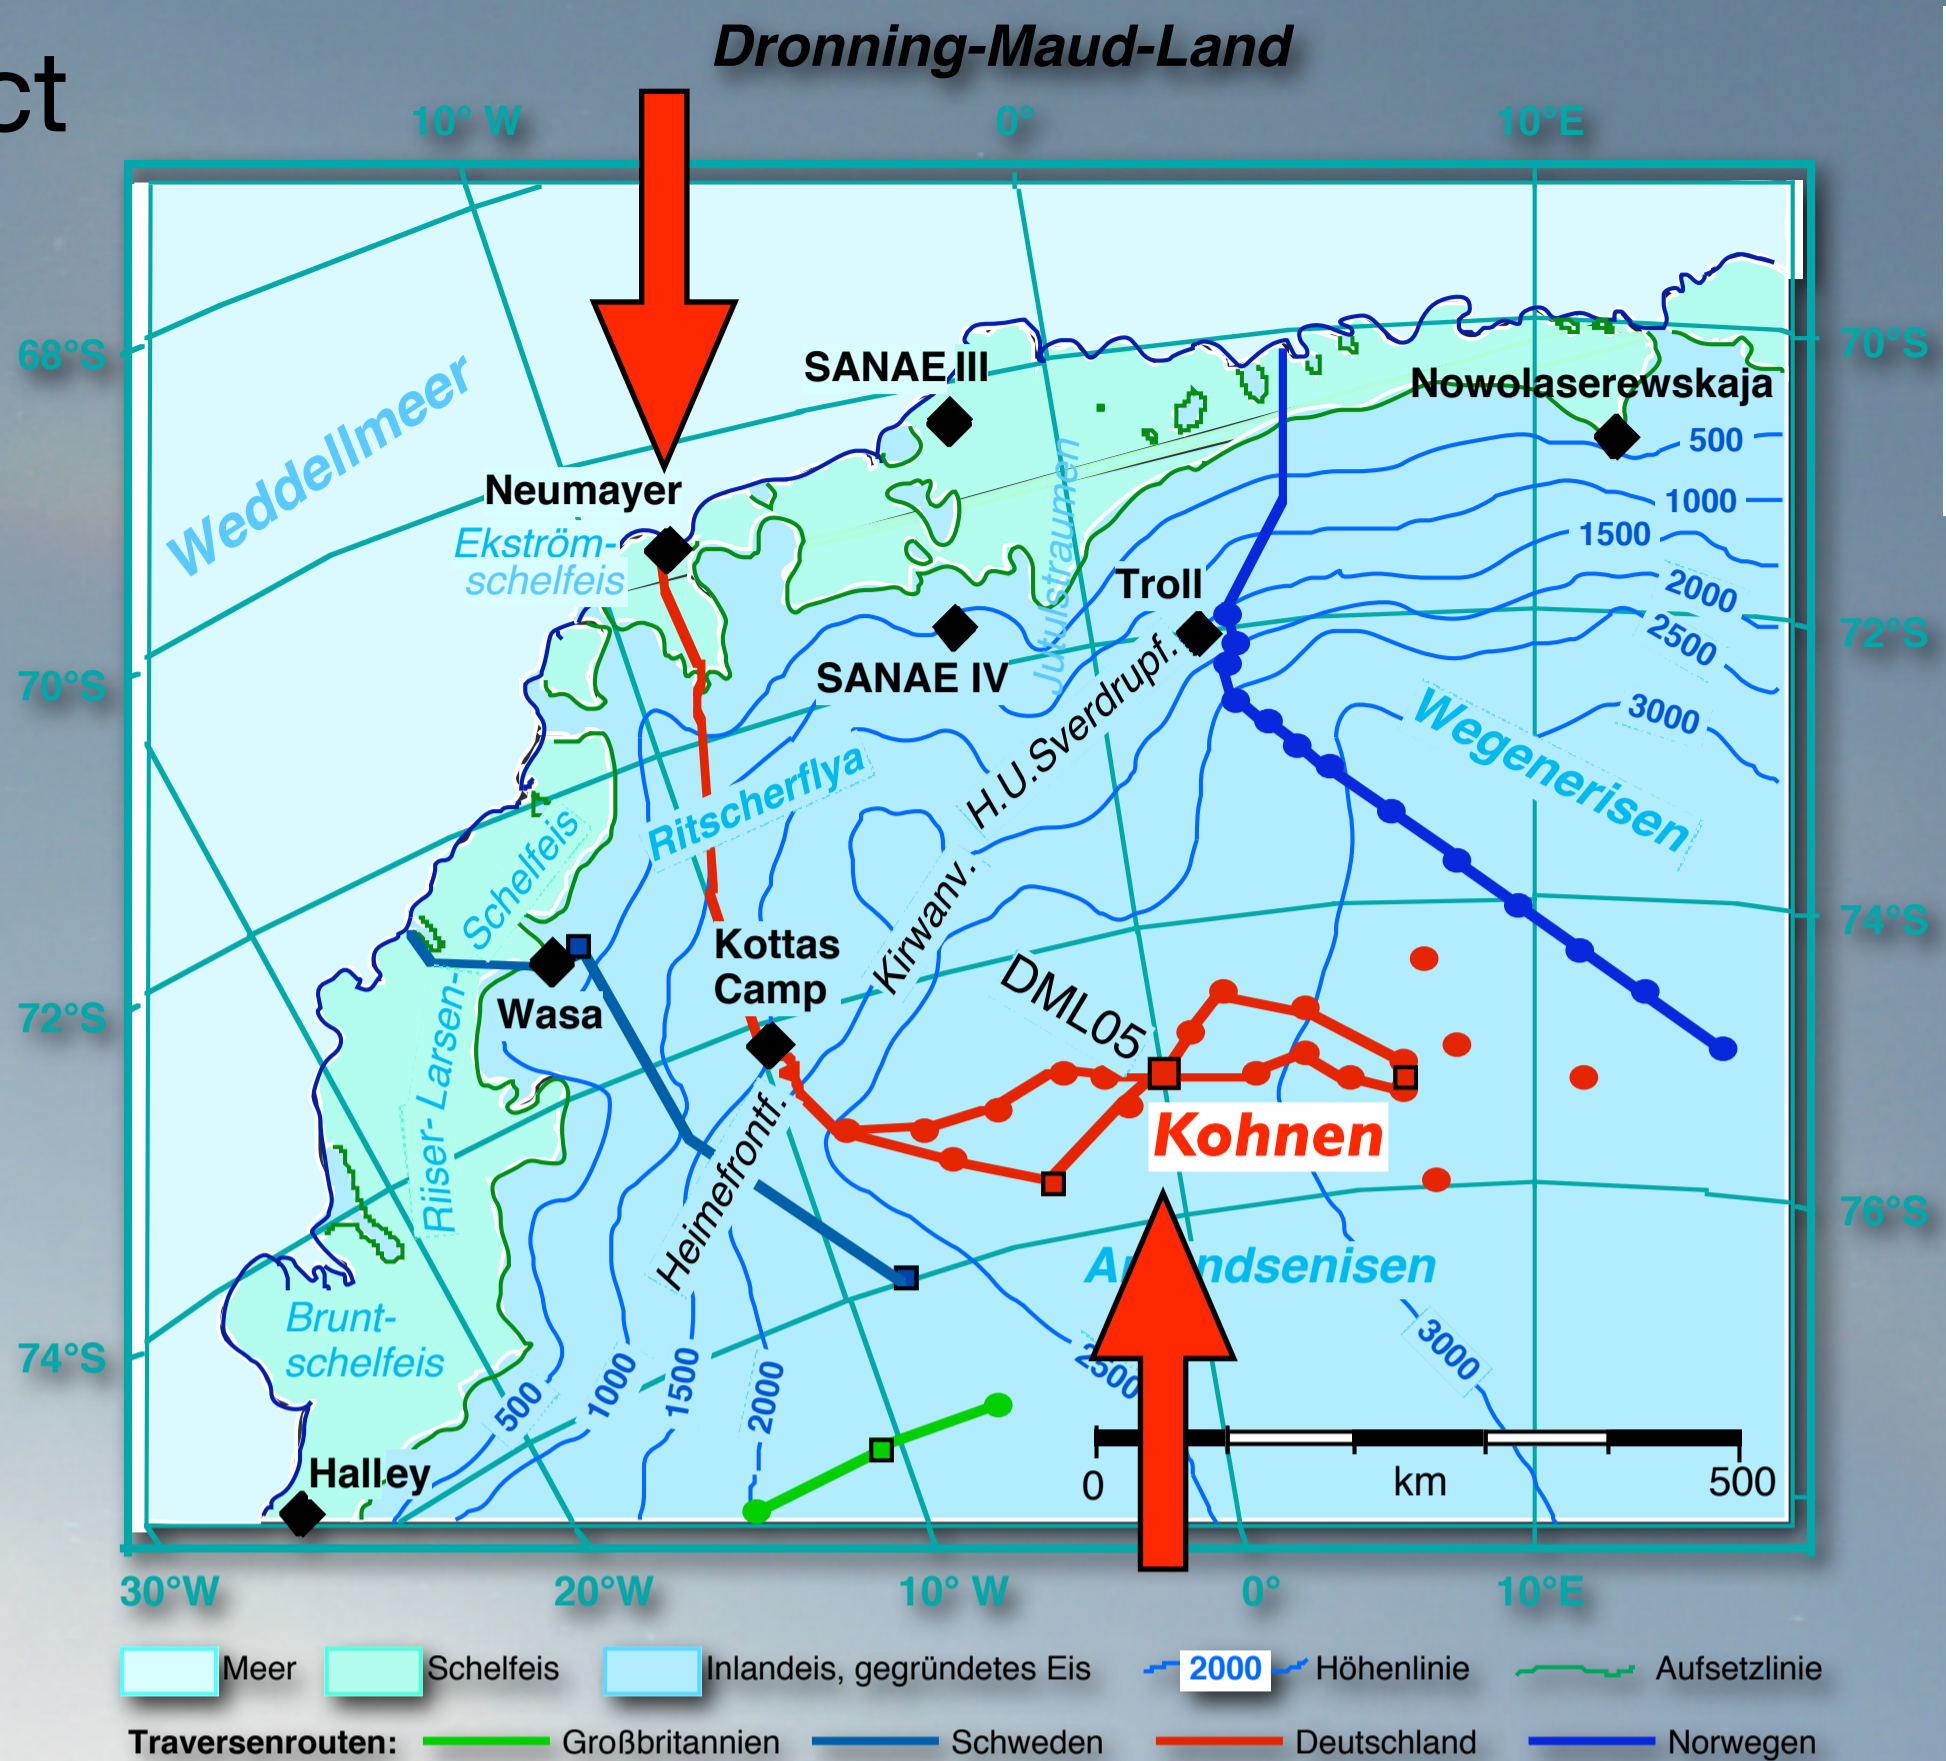 ct
Dronning-Maud-Land
10° W
0°
10°E
68°S
70°S
72°S
74°S
70°S
72°S
74°S
76°S
Weddellmeer
SANAE III
Nowolaserewskaja
Neumayer
Ekström-
schelfeis
500
1000
1500
2000
2500
3000
Jutulstraumen
Troll
SANAE IV
H.U.Sverdrupf.
Wegenerisen
Ritscherflya
Schelfeis
Riiser-Larsen-
Kirwanv.
Kottas
Camp
Wasa
DML05
Kohnen
Heimefrontf.
Amundsenisen
Brunt-
schelfeis
500
1000
1500
2000
2500
3000
Halley
0
km
500
30°W
20°W
10° W
0°
10°E
Meer
Schelfeis
Inlandeis, gegründetes Eis
2000
Höhenlinie
Aufsetzlinie
Traversenrouten:
Großbritannien
Schweden
Deutschland
Norwegen